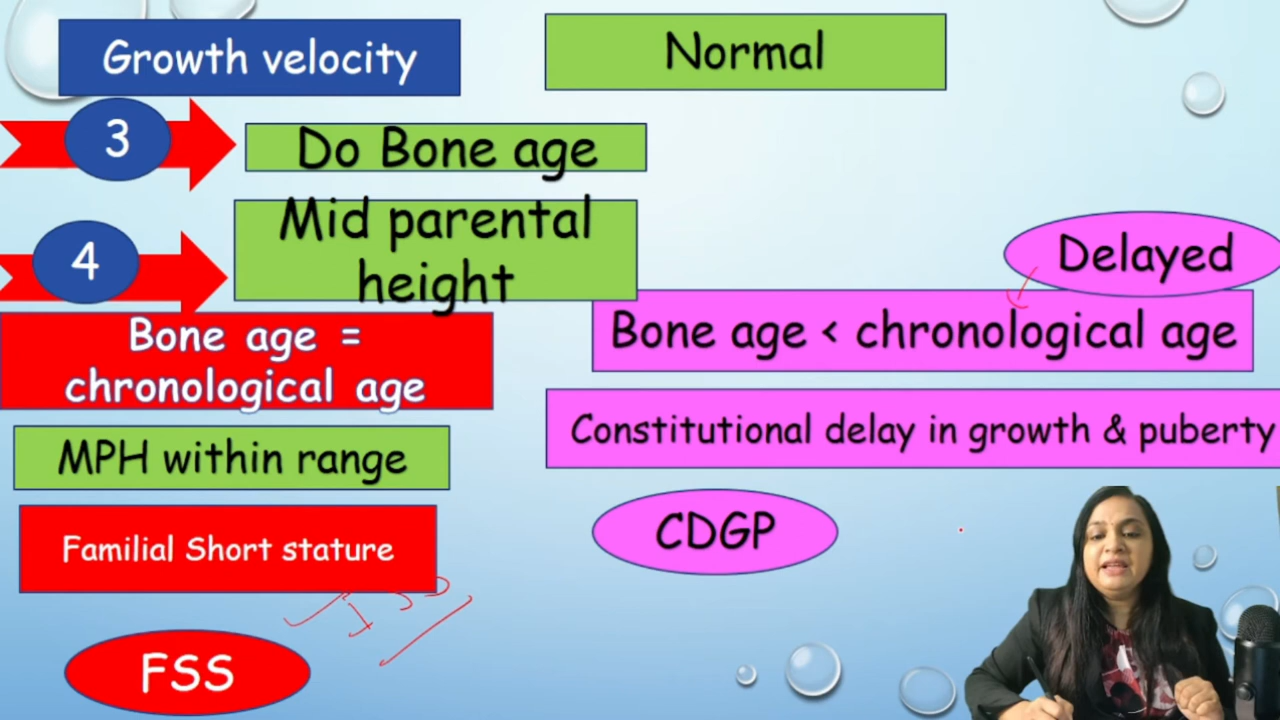 Growth velocity
Normal
3
Do Bone age
4
Mid parental
height
Delayed
Bone age =
chronological age
Bone age < chronological age
MPH within range
Constitutional delay in growth & puberty
Familial Short stature
CDGP
FSS